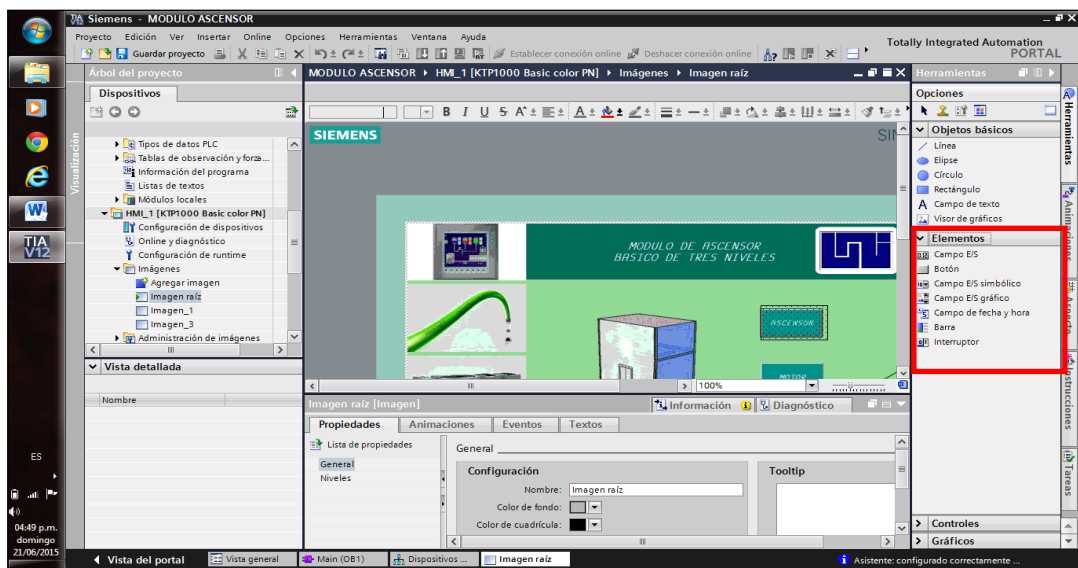 Siemens - MODULO ASCENSOR
Proyecto Edición Ver Insertar Online Opciones Herramientas Ventana Ayuda
Totally Integrated Automation
PORTAL
Guardar proyecto
Establecer conexión online
Deshacer conexión online
Árbol del proyecto
MODULO ASCENSOR HMI_1 [KTP1000 Basic color PN] Imágenes Imagen raíz
Herramientas
Dispositivos
Opciones
B I U S A
Visualización
Tipos de datos PLC
Tablas de observación y forza...
Información del programa
Listas de textos
Módulos locales
HMI_1 [KTP1000 Basic color PN]
Configuración de dispositivos
Online y diagnóstico
Configuración de runtime
Imágenes
Agregar imagen
Imagen raíz
Imagen_1
Imagen_3
Administración de imágenes
Vista detallada
Nombre
SIEMENS
MODULO DE ASCENSOR
BASICO DE TRES NIVELES
ASCENSOR
MOTOR
100%
Objetos básicos
Línea
Elipse
Círculo
Rectángulo
A Campo de texto
Visor de gráficos
Elementos
Campo E/S
Botón
Campo E/S simbólico
Campo E/S gráfico
Campo de fecha y hora
Barra
Interruptor
Controles
Gráficos
Herramientas
Animaciones
Aspecto
Instrucciones
Tareas
Imagen raíz [Imagen]
Información
Diagnóstico
Propiedades Animaciones Eventos Textos
Lista de propiedades
General
Niveles
General
Configuración
Nombre: Imagen raíz
Color de fondo:
Color de cuadrícula:
Tooltip
TIA
V12
ES
04:49 p.m.
domingo
21/06/2015
Vista del portal
Vista general
Main (OB1)
Dispositivos ...
Imagen raíz
Asistente: configurado correctamente ...